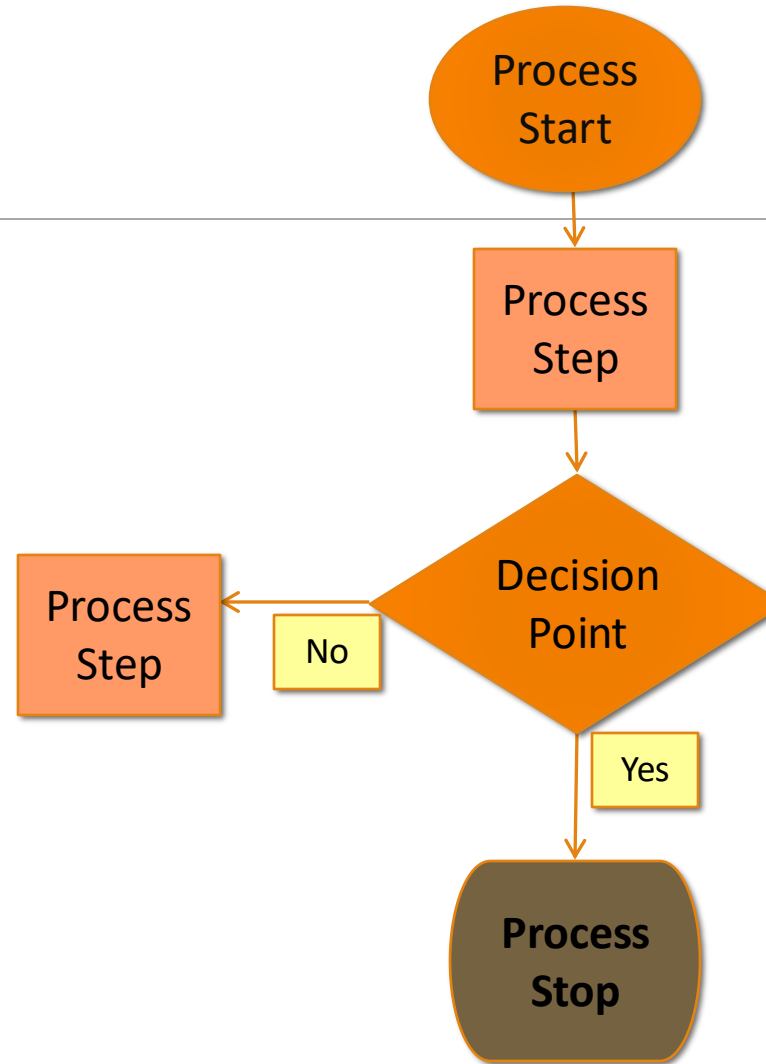 Process
Start
Process
Step
Decision
Point
Process
Step
No
Yes
Process
Stop